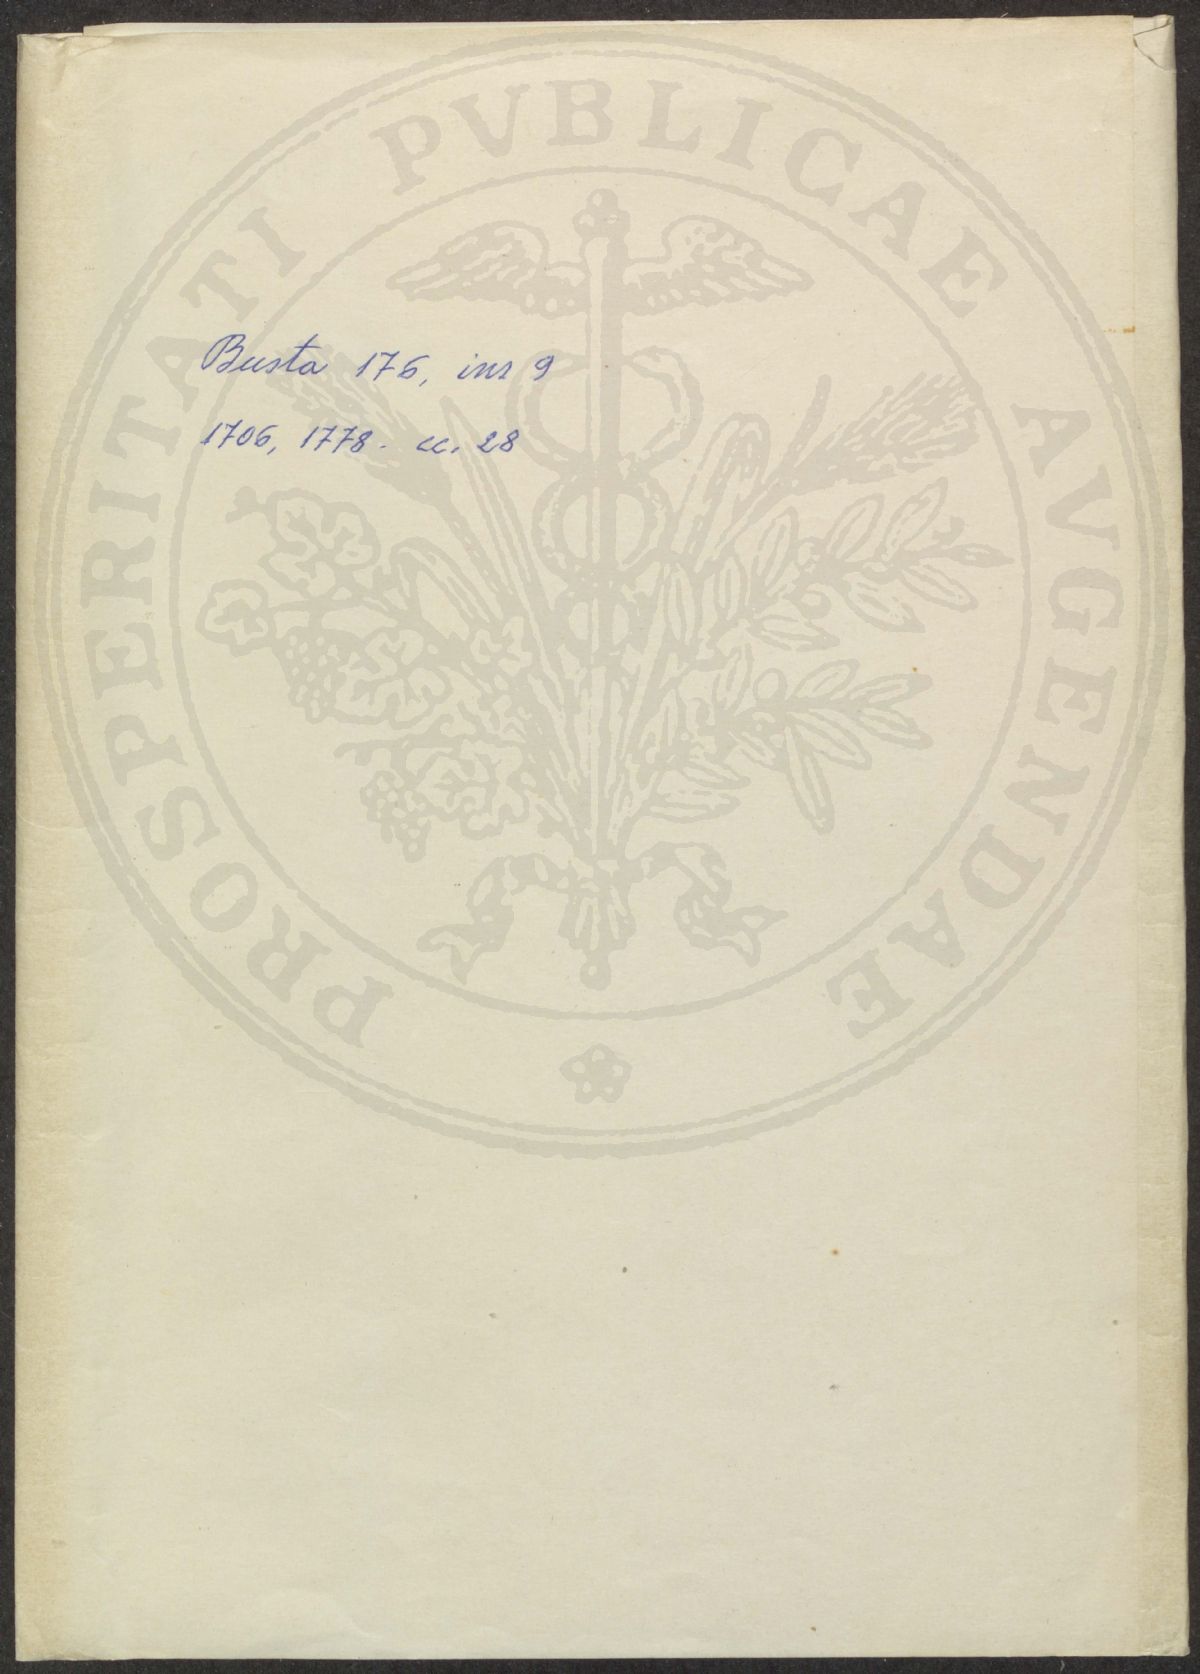 PROSPERITATI PVBLICAE AVGENDAE
Busta 176, ins 9
1706, 1778. cc. 28